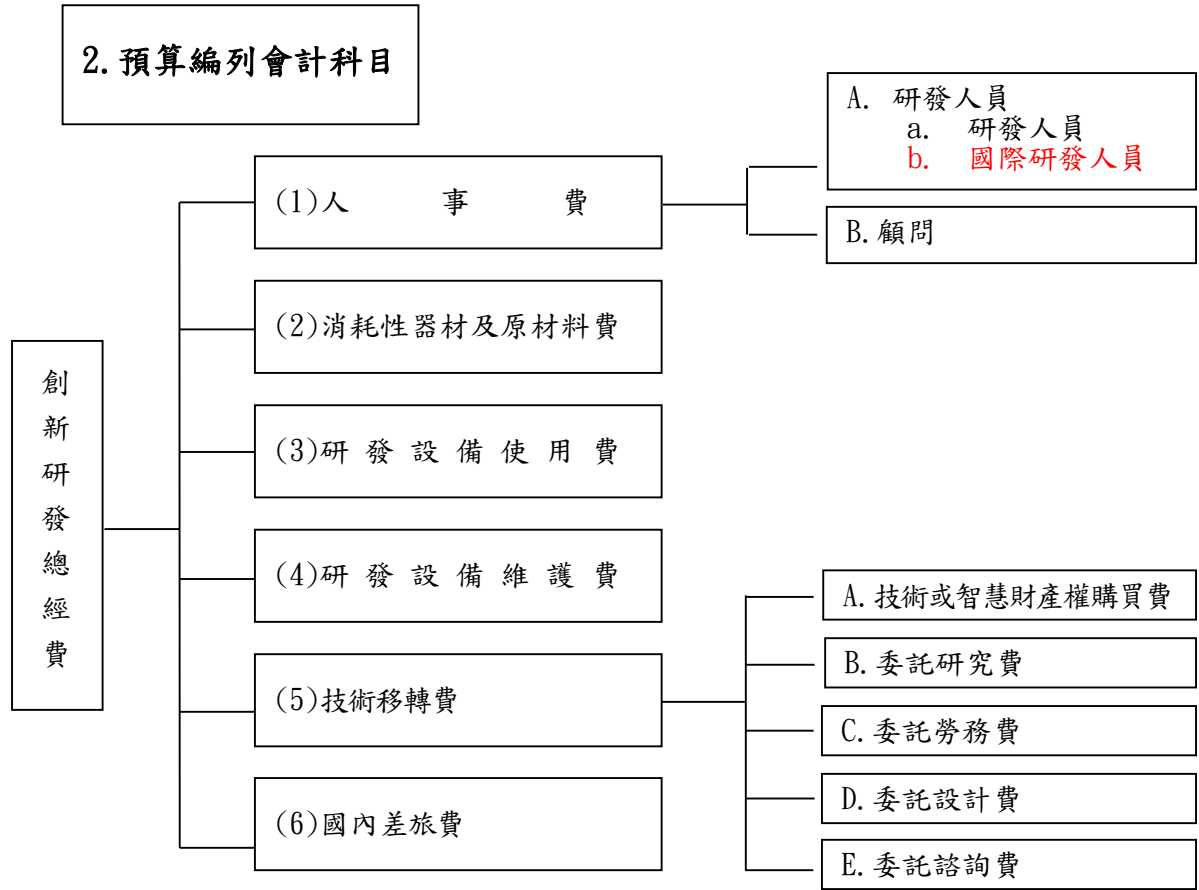 2.預算編列會計科目
創新研發總經費
(1)人事費
A. 研發人員
a. 研發人員
b. 國際研發人員
B.顧問
(2)消耗性器材及原材料費
(3)研發設備使用費
(4)研發設備維護費
(5)技術移轉費
A.技術或智慧財產權購買費
B.委託研究費
C.委託勞務費
D.委託設計費
E.委託諮詢費
(6)國內差旅費